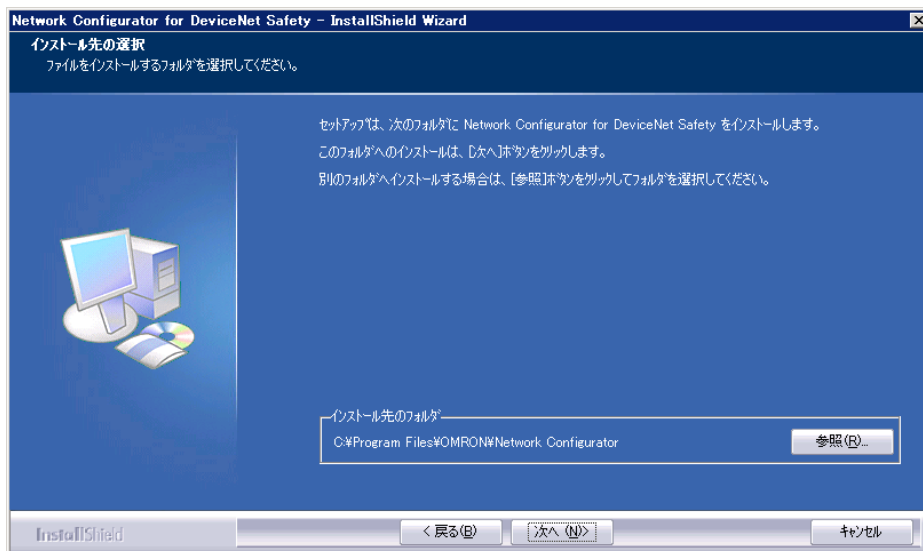 Network Configurator for DeviceNet Safety - InstallShield Wizard
インストール先の選択
ファイルをインストールするフォルダを選択してください。
セットアップは、次のフォルダに Network Configurator for DeviceNet Safety をインストールします。
このフォルダへのインストールは、[次へ]ボタンをクリックします。
別のフォルダへインストールする場合は、[参照]ボタンをクリックしてフォルダを選択してください。
インストール先のフォルダ
C:¥Program Files¥OMRON¥Network Configurator
参照(R)...
InstallShield
< 戻る(B)
次へ (N)>
キャンセル